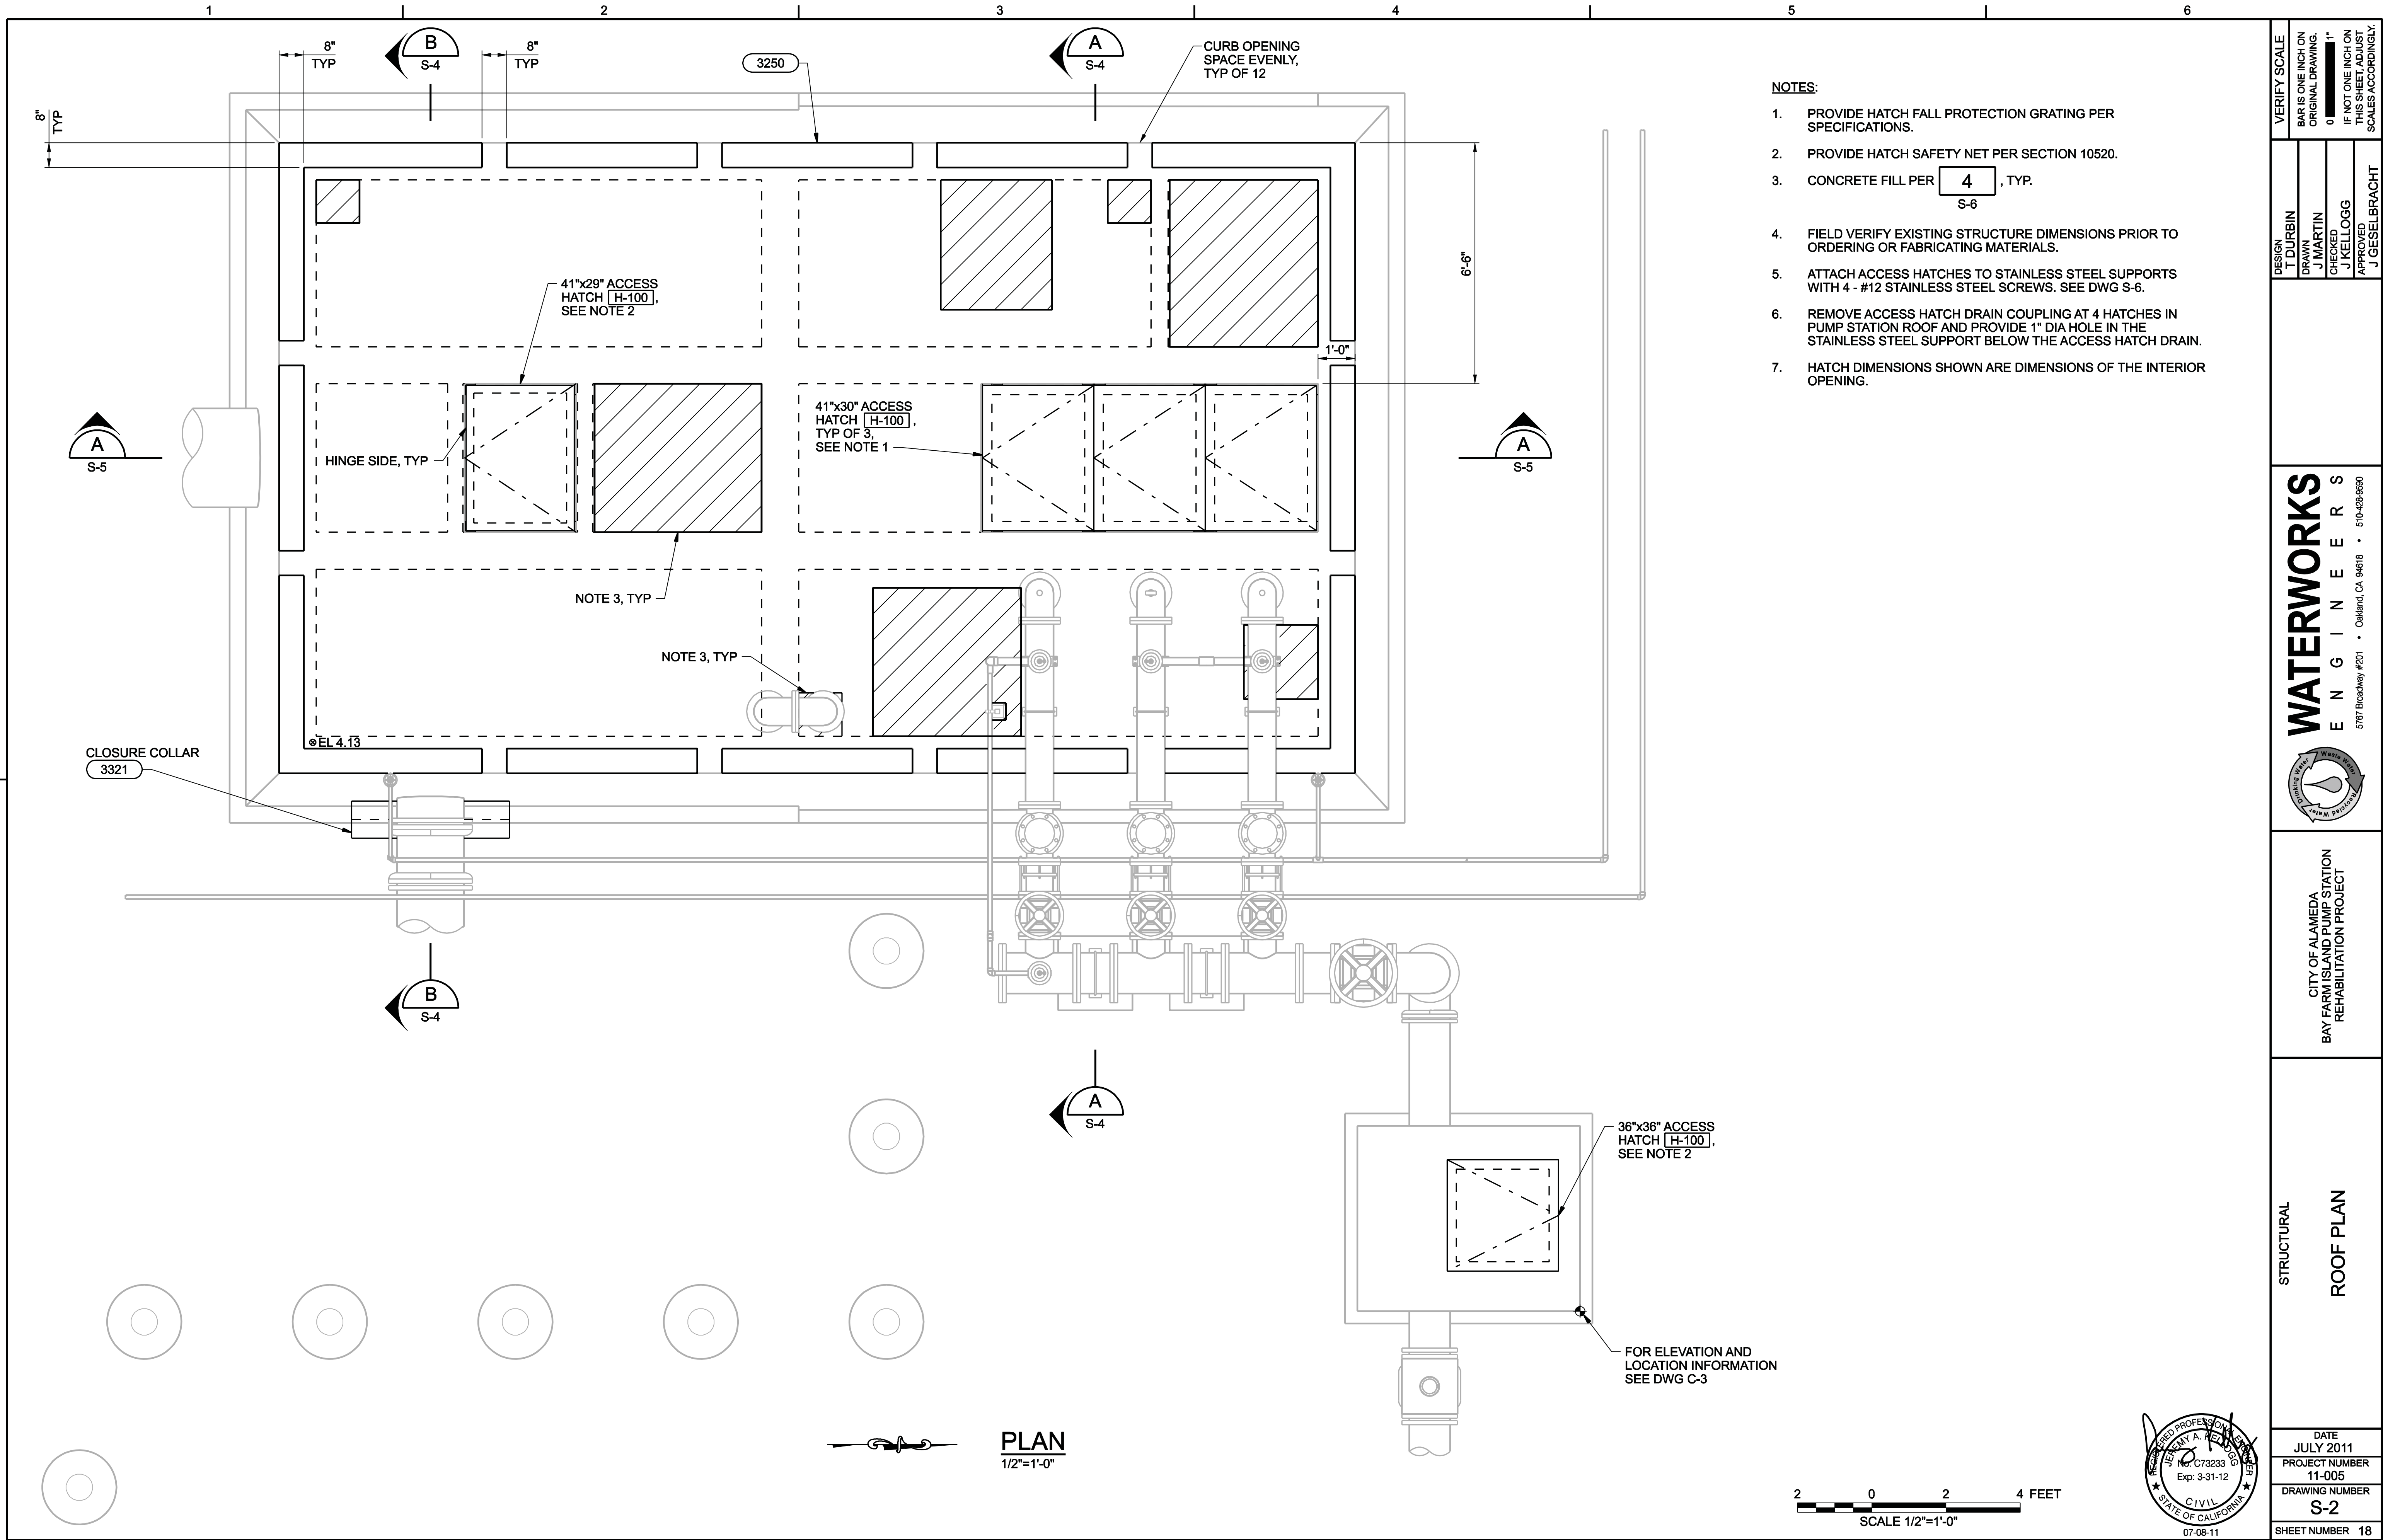 1
2
3
4
5
6
8"
TYP
B
S-4
8"
TYP
3250
A
S-4
CURB OPENING
SPACE EVENLY,
TYP OF 12
8"
TYP
6'-6"
41"x29" ACCESS
HATCH H-100,
SEE NOTE 2
1'-0"
A
S-5
HINGE SIDE, TYP
41"x30" ACCESS
HATCH H-100,
TYP OF 3,
SEE NOTE 1
A
S-5
NOTE 3, TYP
NOTE 3, TYP
EL 4.13
CLOSURE COLLAR
3321
B
S-4
A
S-4
36"x36" ACCESS
HATCH H-100,
SEE NOTE 2
FOR ELEVATION AND
LOCATION INFORMATION
SEE DWG C-3
PLAN
1/2"=1'-0"
2 0 2 4 FEET
SCALE 1/2"=1'-0"
NOTES:
1. PROVIDE HATCH FALL PROTECTION GRATING PER
SPECIFICATIONS.
2. PROVIDE HATCH SAFETY NET PER SECTION 10520.
3. CONCRETE FILL PER 4 , TYP.
S-6
4. FIELD VERIFY EXISTING STRUCTURE DIMENSIONS PRIOR TO
ORDERING OR FABRICATING MATERIALS.
5. ATTACH ACCESS HATCHES TO STAINLESS STEEL SUPPORTS
WITH 4 - #12 STAINLESS STEEL SCREWS. SEE DWG S-6.
6. REMOVE ACCESS HATCH DRAIN COUPLING AT 4 HATCHES IN
PUMP STATION ROOF AND PROVIDE 1" DIA HOLE IN THE
STAINLESS STEEL SUPPORT BELOW THE ACCESS HATCH DRAIN.
7. HATCH DIMENSIONS SHOWN ARE DIMENSIONS OF THE INTERIOR
OPENING.
REGISTERED PROFESSIONAL ENGINEER
JEREMY A. KELLOGG
No. C73233
Exp: 3-31-12
CIVIL
STATE OF CALIFORNIA
07-08-11
VERIFY SCALE
BAR IS ONE INCH ON
ORIGINAL DRAWING.
0 1"
IF NOT ONE INCH ON
THIS SHEET, ADJUST
SCALES ACCORDINGLY.
DESIGN
T DURBIN
DRAWN
J MARTIN
CHECKED
J KELLOGG
APPROVED
J GESELBRACHT
WATERWORKS
ENGINEERS
5767 Broadway #201 • Oakland, CA 94618 • 510-428-9690
Drinking Water
Waste Water
Recycled Water
CITY OF ALAMEDA
BAY FARM ISLAND PUMP STATION
REHABILITATION PROJECT
STRUCTURAL
ROOF PLAN
DATE
JULY 2011
PROJECT NUMBER
11-005
DRAWING NUMBER
S-2
SHEET NUMBER 18